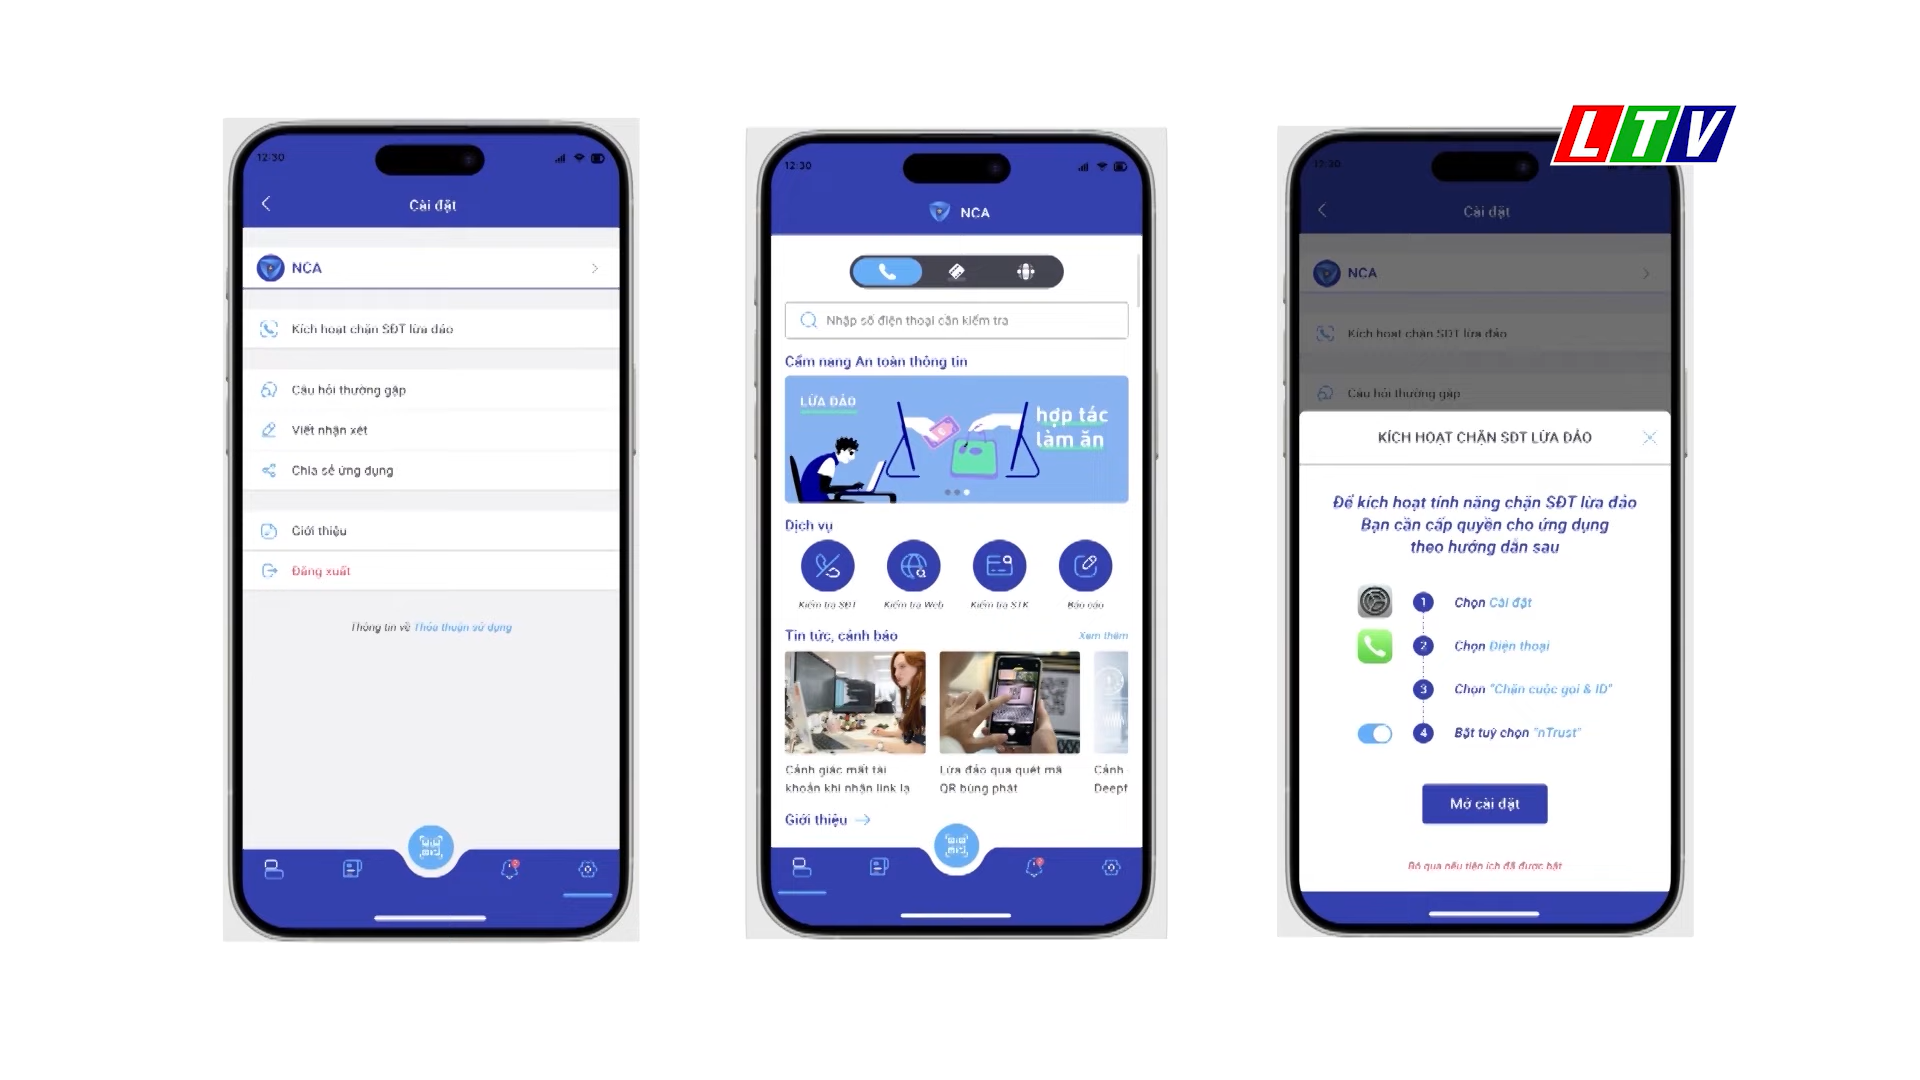 LTV
12:30
Cài đặt
NCA
Kích hoạt chặn SĐT lừa đảo
Câu hỏi thường gặp
Viết nhận xét
Chia sẻ ứng dụng
Giới thiệu
Đăng xuất
Thông tin về Thỏa thuận sử dụng
12:30
NCA
Nhập số điện thoại cần kiểm tra
Cẩm nang An toàn thông tin
LỪA ĐẢO
hợp tác
làm ăn
Dịch vụ
Kiểm tra SĐT
Kiểm tra Web
Kiểm tra STK
Báo cáo
Tin tức, cảnh báo
Xem thêm
Cảnh giác mất tài
khoản khi nhận link lạ
Lừa đảo qua quét mã
QR bùng phát
Cảnh
Deepf
Giới thiệu
12:30
Cài đặt
NCA
Kích hoạt chặn SĐT lừa đảo
Câu hỏi thường gặp
KÍCH HOẠT CHẶN SĐT LỪA ĐẢO
Để kích hoạt tính năng chặn SĐT lừa đảo
Bạn cần cấp quyền cho ứng dụng
theo hướng dẫn sau
1 Chọn Cài đặt
2 Chọn Điện thoại
3 Chọn "Chặn cuộc gọi & ID"
4 Bật tuỳ chọn "nTrust"
Mở cài đặt
Bỏ qua nếu tiện ích đã được bật